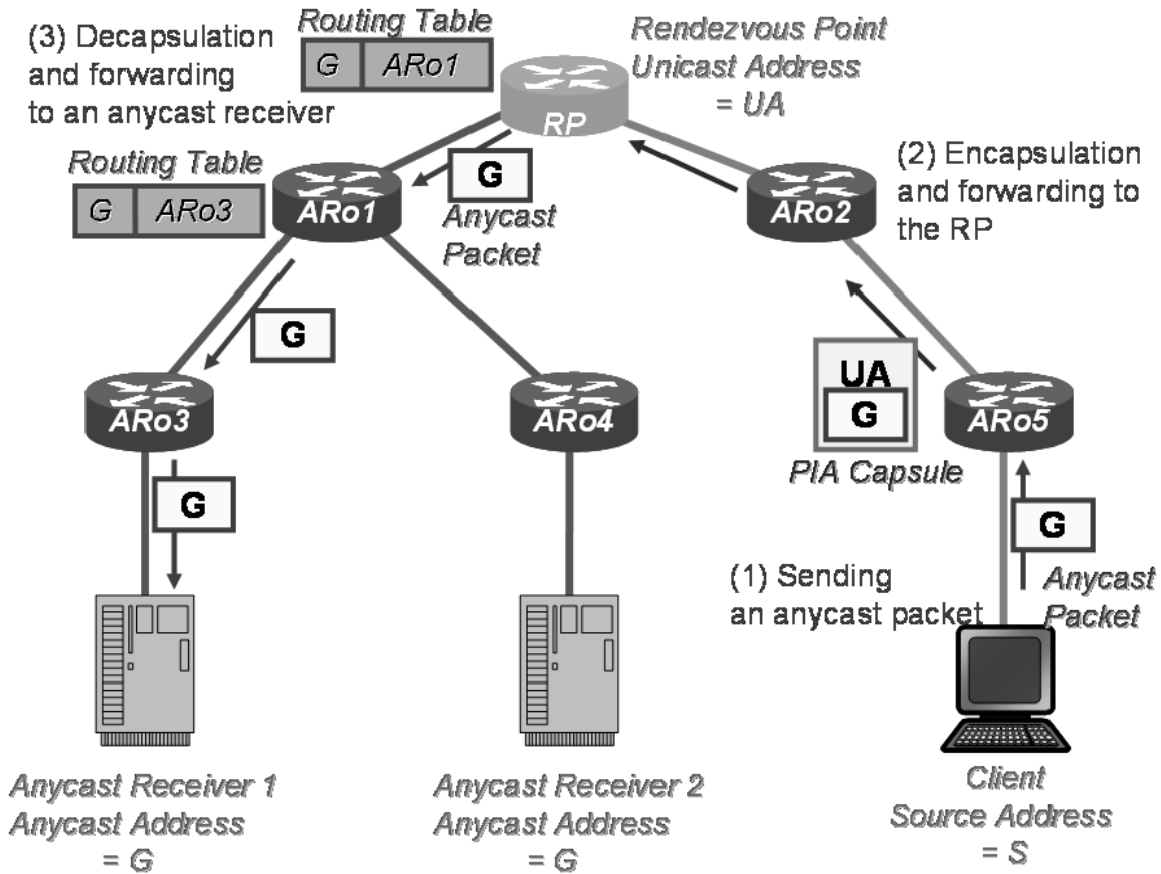 (3) Decapsulation
and forwarding
to an anycast receiver
Routing Table
G ARo1
Rendezvous Point
Unicast Address
= UA
RP
Routing Table
G ARo3
ARo1
G
Anycast
Packet
ARo2
(2) Encapsulation
and forwarding to
the RP
G
UA
G
PIA Capsule
ARo3
ARo4
ARo5
G
G
Anycast
Packet
(1) Sending
an anycast packet
Anycast Receiver 1
Anycast Address
= G
Anycast Receiver 2
Anycast Address
= G
Client
Source Address
= S